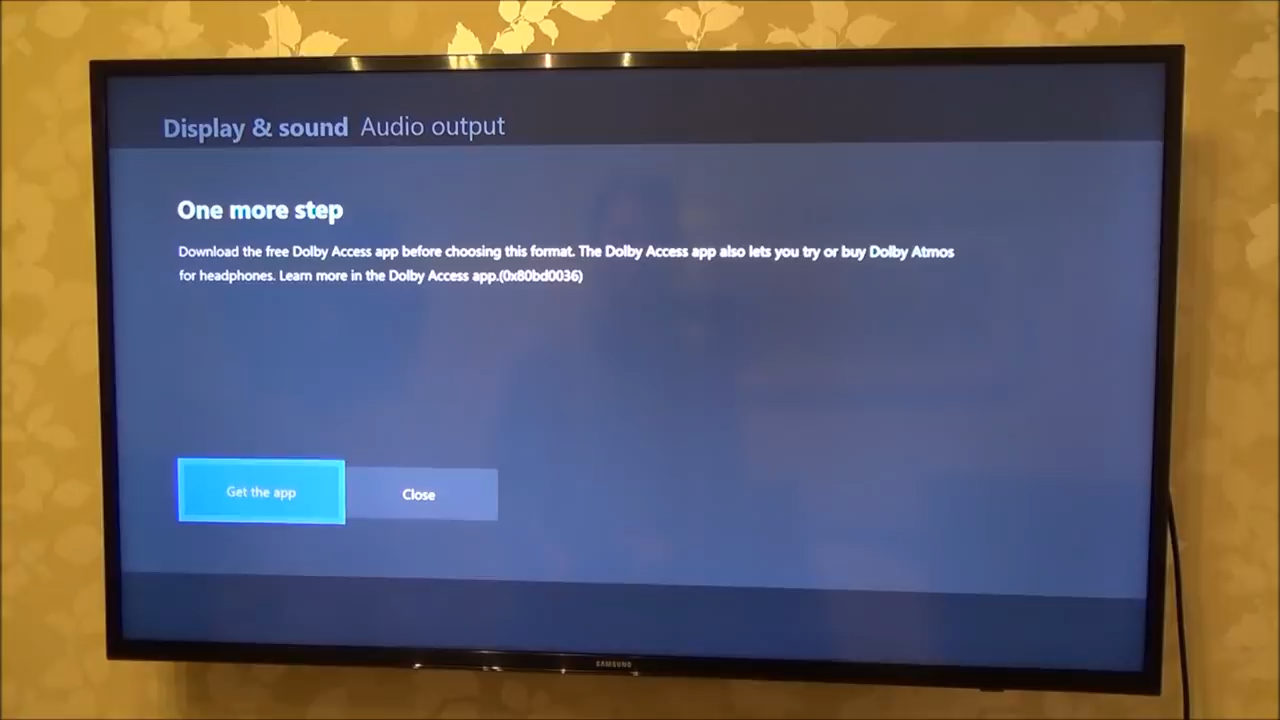 Display & sound Audio output
One more step
Download the free Dolby Access app before choosing this format. The Dolby Access app also lets you try or buy Dolby Atmos
for headphones. Learn more in the Dolby Access app.(0x80bd0036)
Get the app
Close
SAMSUNG